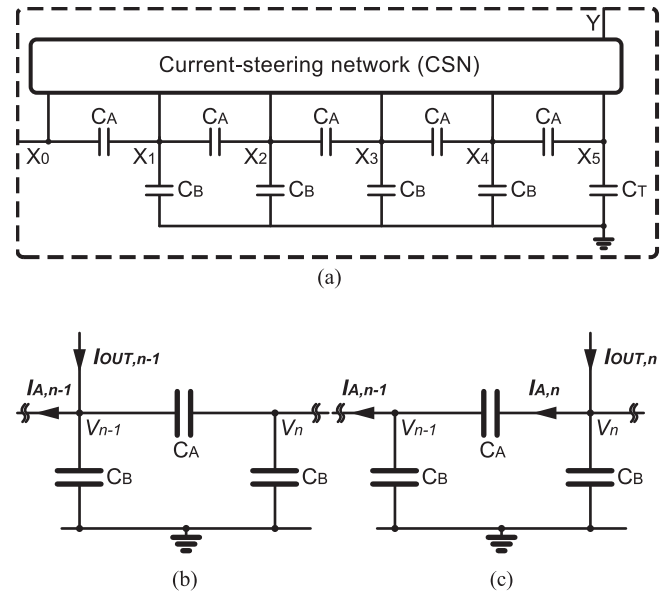 Y
Current-steering network (CSN)
CA CA CA CA CA
X0 X1 X2 X3 X4 X5
CB CB CB CB CT
(a)
IOUT,n-1 IOUT,n
IA,n-1 IA,n-1 IA,n
Vn-1 Vn Vn-1 Vn
CA CA
CB CB CB CB
(b) (c)